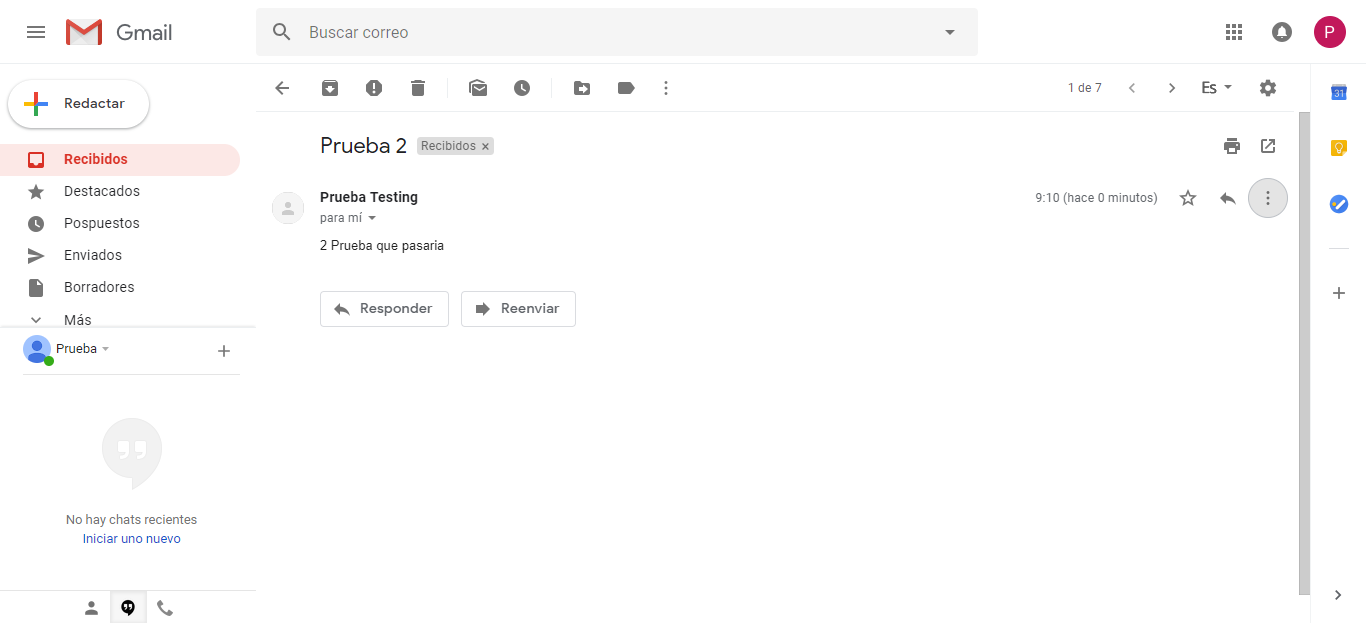 Gmail
Buscar correo
P
Redactar
1 de 7
Es
31
Recibidos
Destacados
Pospuestos
Enviados
Borradores
Más
Prueba 2
Recibidos ×
Prueba Testing
9:10 (hace 0 minutos)
para mí
2 Prueba que pasaria
Responder
Reenviar
Prueba
No hay chats recientes
Iniciar uno nuevo